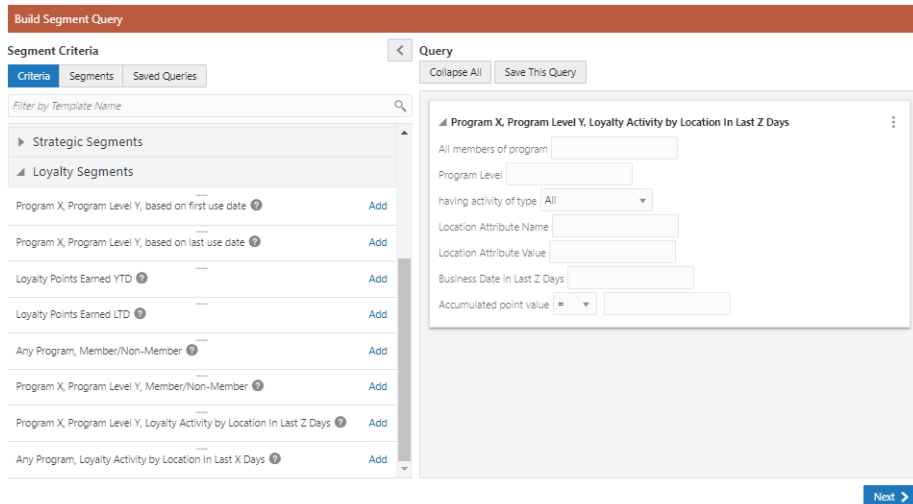 Build Segment Query
Segment Criteria
Criteria Segments Saved Queries
Filter by Template Name
Strategic Segments
Loyalty Segments
Program X, Program Level Y, based on first use date ? Add
Program X, Program Level Y, based on last use date ? Add
Loyalty Points Earned YTD ? Add
Loyalty Points Earned LTD ? Add
Any Program, Member/Non-Member ? Add
Program X, Program Level Y, Member/Non-Member ? Add
Program X, Program Level Y, Loyalty Activity by Location In Last Z Days ? Add
Any Program, Loyalty Activity by Location In Last X Days ? Add
Query
Collapse All Save This Query
Program X, Program Level Y, Loyalty Activity by Location In Last Z Days
All members of program
Program Level
having activity of type All
Location Attribute Name
Location Attribute Value
Business Date in Last Z Days
Accumulated point value =
Next